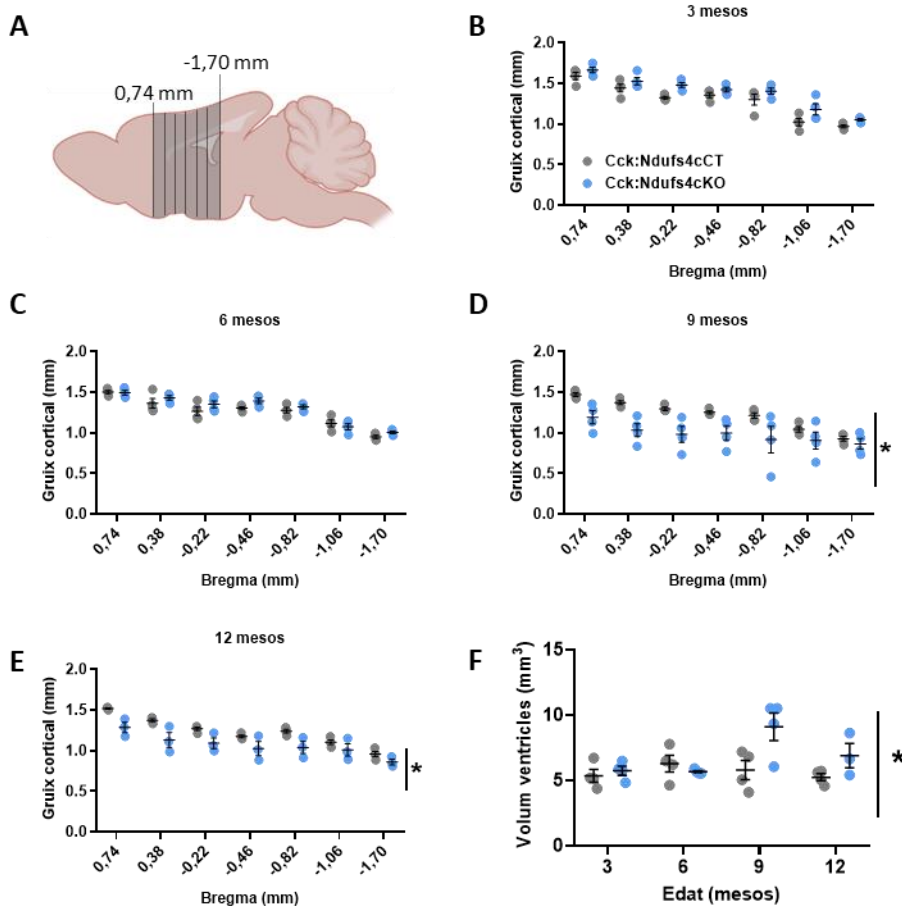 A
-1,70 mm
0,74 mm
B
3 mesos
Gruix cortical (mm)
2.0
1.5
1.0
0.5
0.0
Cck:Ndufs4cCT
Cck:Ndufs4cKO
0,74
0,38
-0,22
-0,46
-0,82
-1,06
-1,70
Bregma (mm)
C
6 mesos
Gruix cortical (mm)
2.0
1.5
1.0
0.5
0.0
0,74
0,38
-0,22
-0,46
-0,82
-1,06
-1,70
Bregma (mm)
D
9 mesos
Gruix cortical (mm)
2.0
1.5
1.0
0.5
0.0
*
0,74
0,38
-0,22
-0,46
-0,82
-1,06
-1,70
Bregma (mm)
E
12 mesos
Gruix cortical (mm)
2.0
1.5
1.0
0.5
0.0
*
0,74
0,38
-0,22
-0,46
-0,82
-1,06
-1,70
Bregma (mm)
F
Volum ventricles (mm³)
15
10
5
0
*
3
6
9
12
Edat (mesos)